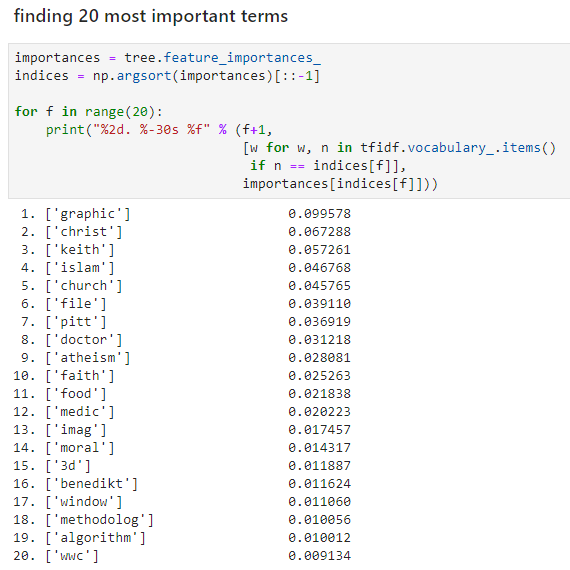 finding 20 most important terms
importances = tree.feature_importances_
indices = np.argsort(importances)[::-1]
for f in range(20):
print("%2d. %-30s %f" % (f+1,
[w for w, n in tfidf.vocabulary_.items()
if n == indices[f]],
importances[indices[f]]))
1. ['graphic'] 0.099578
2. ['christ'] 0.067288
3. ['keith'] 0.057261
4. ['islam'] 0.046768
5. ['church'] 0.045765
6. ['file'] 0.039110
7. ['pitt'] 0.036919
8. ['doctor'] 0.031218
9. ['atheism'] 0.028081
10. ['faith'] 0.025263
11. ['food'] 0.021838
12. ['medic'] 0.020223
13. ['imag'] 0.017457
14. ['moral'] 0.014317
15. ['3d'] 0.011887
16. ['benedikt'] 0.011624
17. ['window'] 0.011060
18. ['methodolog'] 0.010056
19. ['algorithm'] 0.010012
20. ['wwc'] 0.009134